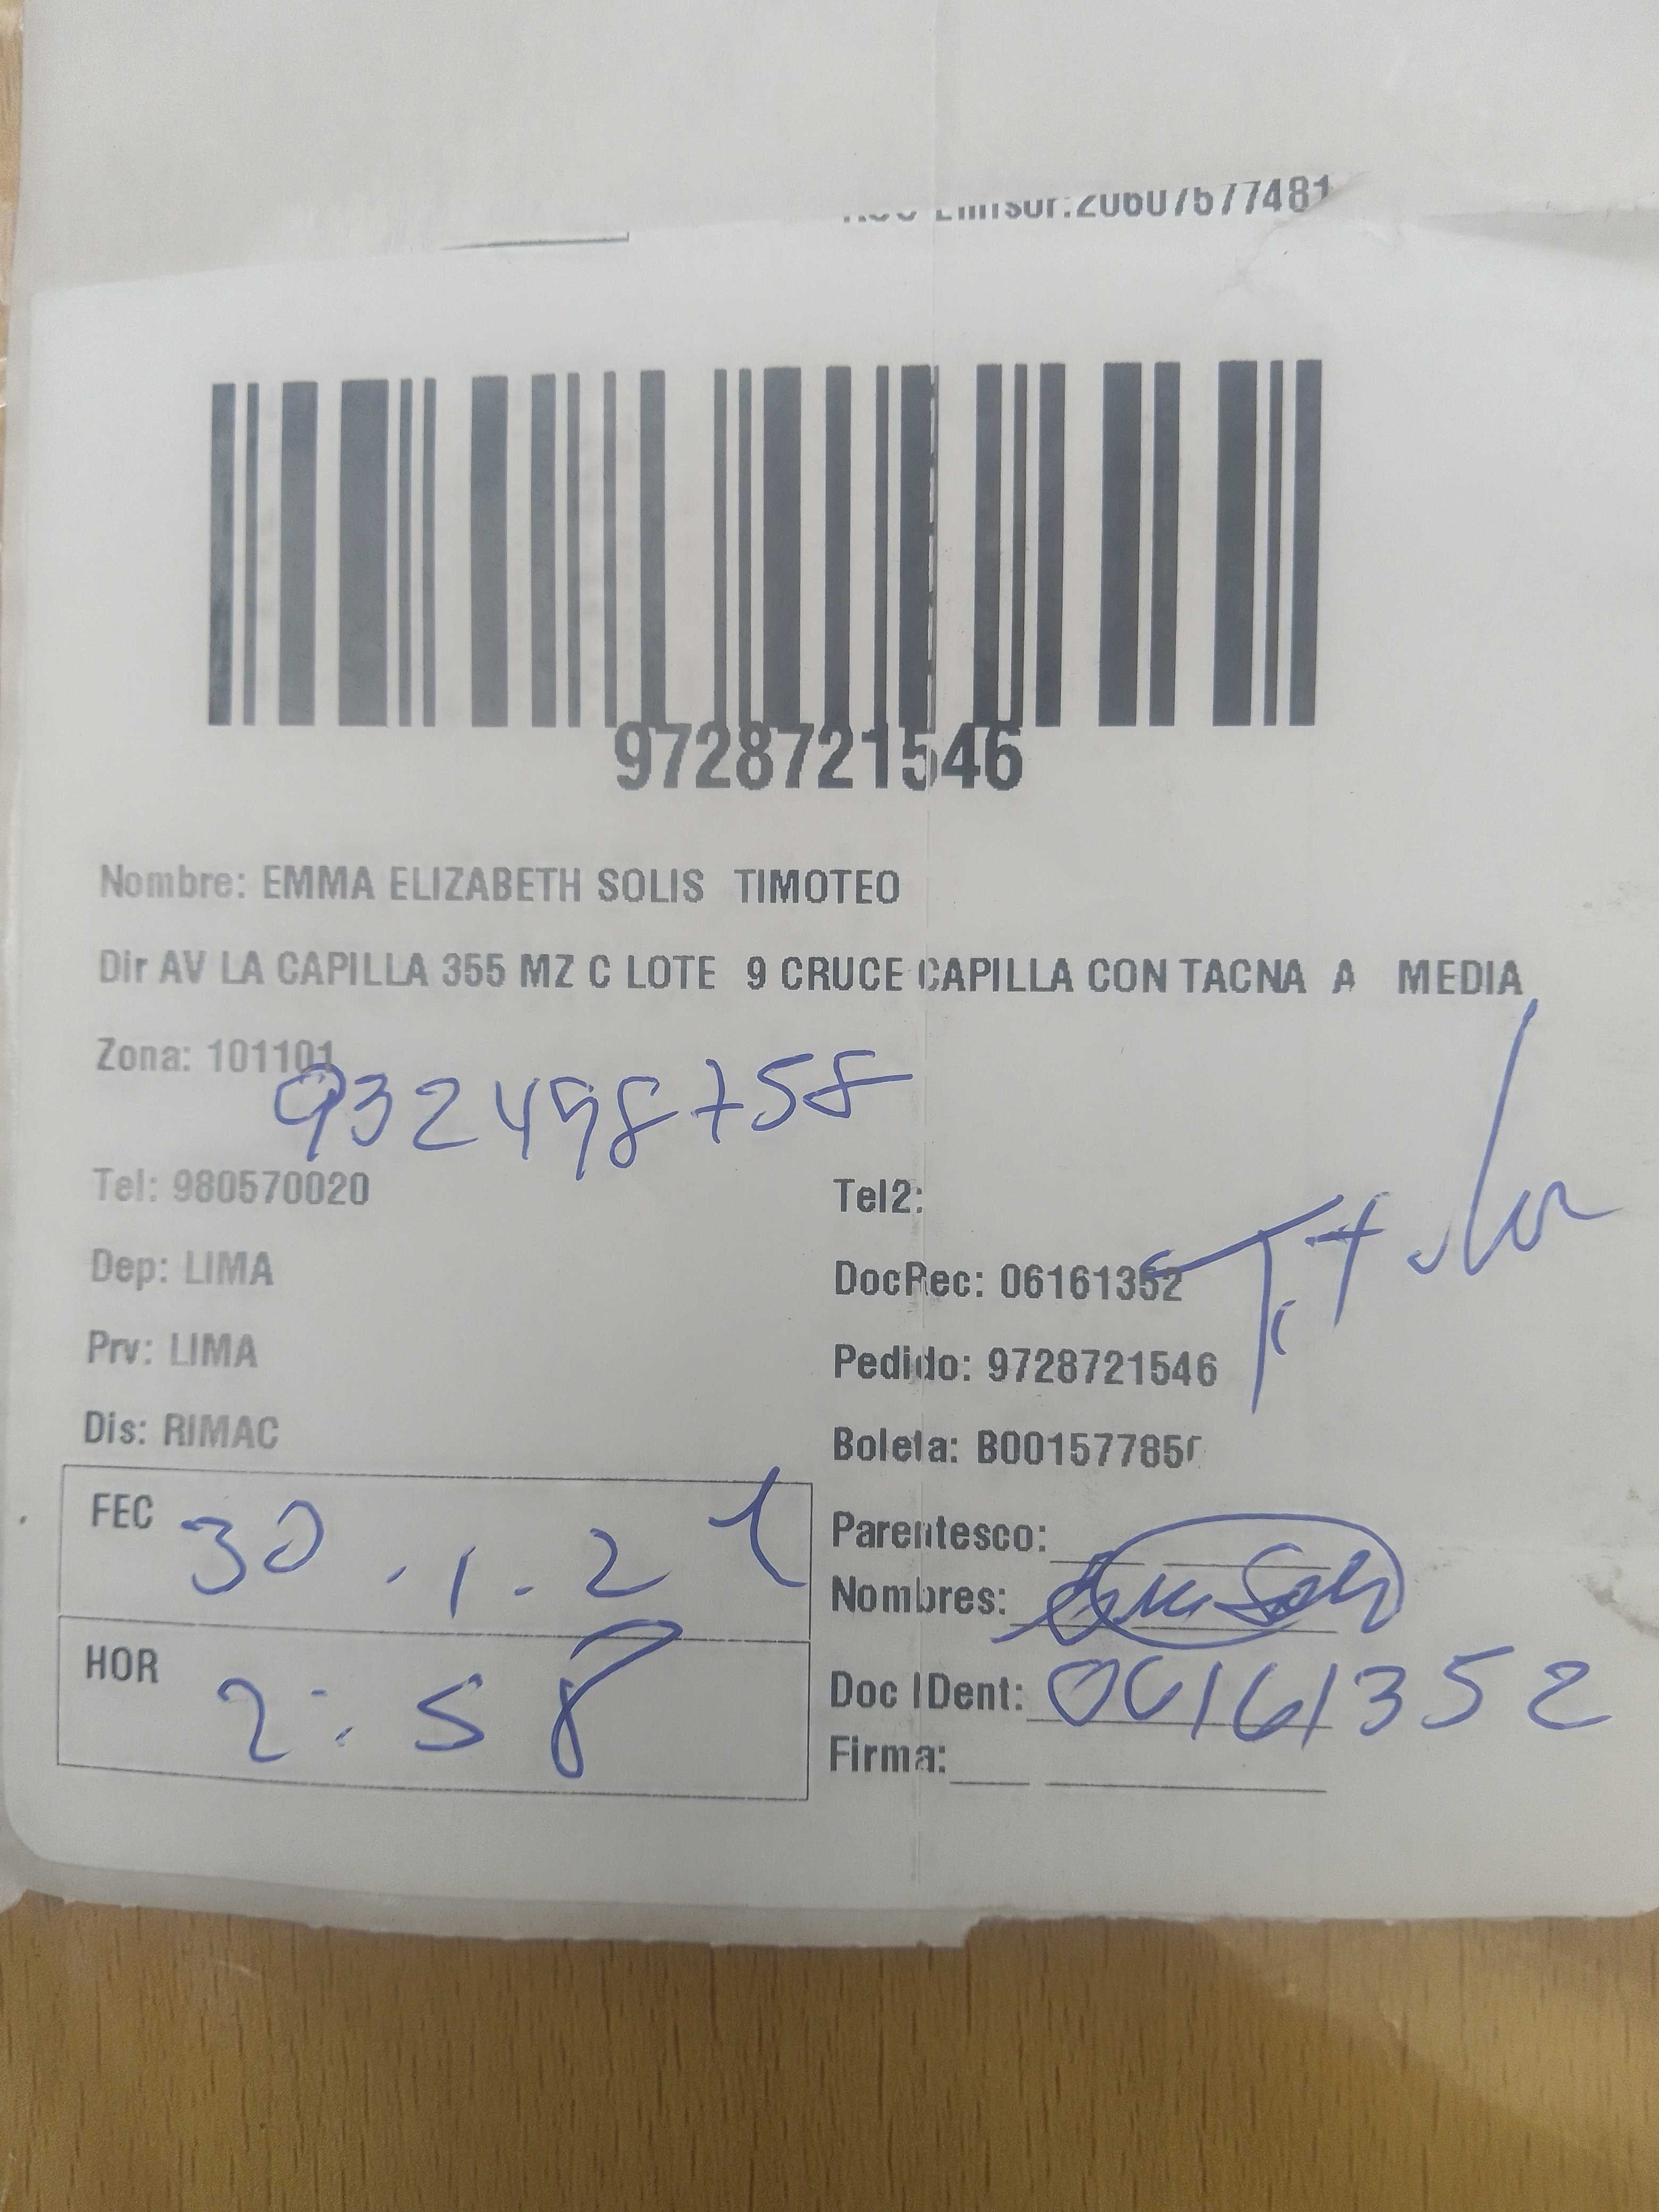 20607577481
9728721546
Nombre: EMMA ELIZABETH SOLIS TIMOTEO
Dir AV LA CAPILLA 355 MZ C LOTE 9 CRUCE CAPILLA CON TACNA A MEDIA
Zona: 101101
932498758
Tel: 980570020
Tel2:
Titular
Dep: LIMA
DocRec: 06161352
Prv: LIMA
Pedido: 9728721546
Dis: RIMAC
Boleta: B00157785
FEC 30.1.2
Parentesco:
Nombres:
HOR 2:58
Doc IDent: 06161352
Firma: